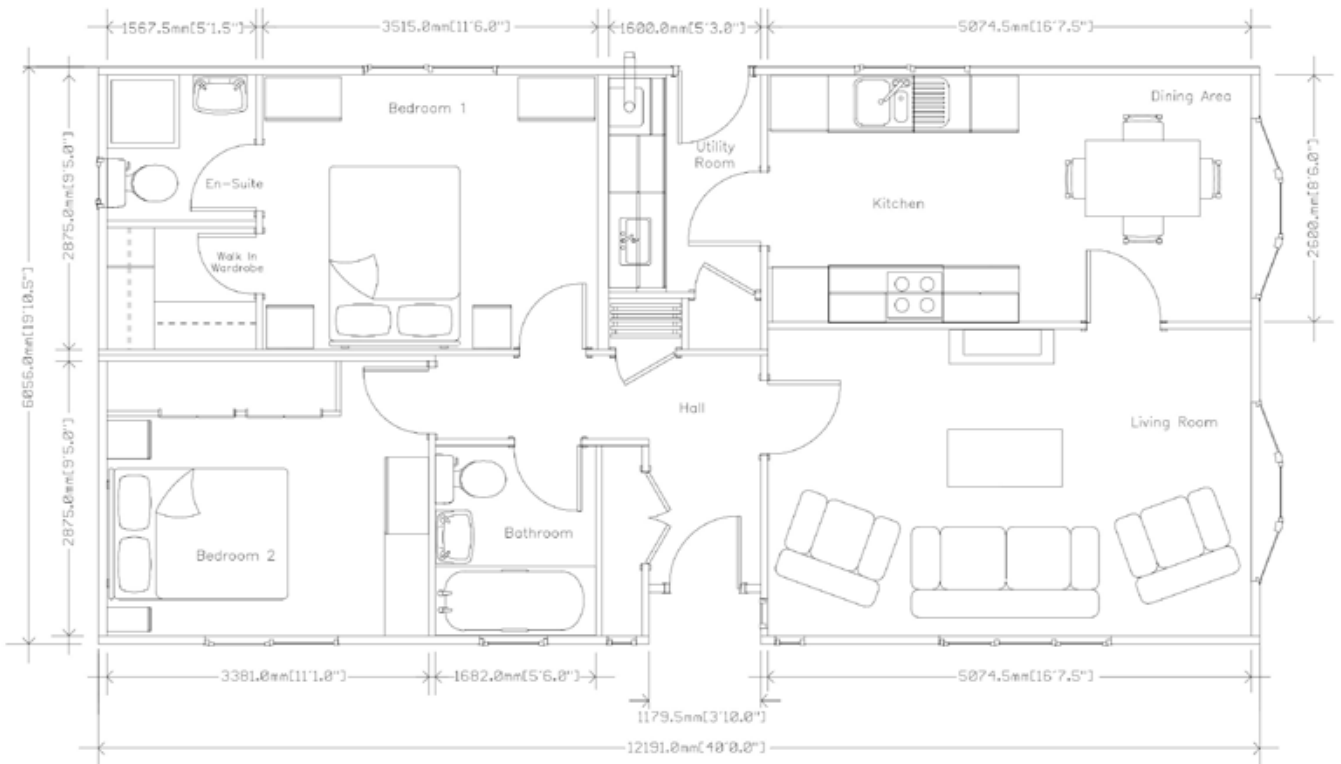 1567.5mm[5'1.5"]
3515.0mm[11'6.0"]
1600.0mm[5'3.0"]
5074.5mm[16'7.5"]
Bedroom 1
Dining Area
Utility
Room
En-Suite
Kitchen
Walk In
Wardrobe
2875.0mm[9'5.0"]
2600.mm[8'6.0"]
6056.0mm[19'10.5"]
Hall
Living Room
2875.0mm[9'5.0"]
Bathroom
Bedroom 2
3381.0mm[11'1.0"]
1682.0mm[5'6.0"]
5074.5mm[16'7.5"]
1179.5mm[3'10.0"]
12191.0mm[40'0.0"]